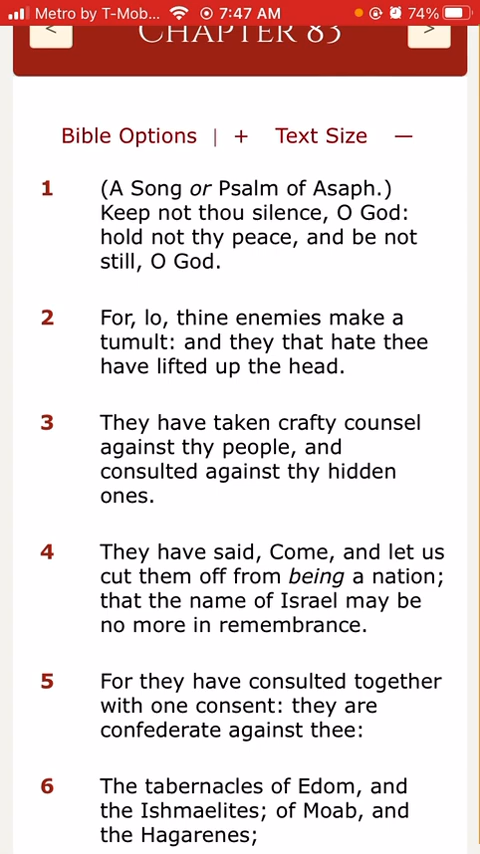 Metro by T-Mob... 7:47 AM 74%
< CHAPTER 83 >
Bible Options | + Text Size —
1 (A Song or Psalm of Asaph.)
Keep not thou silence, O God:
hold not thy peace, and be not
still, O God.
2 For, lo, thine enemies make a
tumult: and they that hate thee
have lifted up the head.
3 They have taken crafty counsel
against thy people, and
consulted against thy hidden
ones.
4 They have said, Come, and let us
cut them off from being a nation;
that the name of Israel may be
no more in remembrance.
5 For they have consulted together
with one consent: they are
confederate against thee:
6 The tabernacles of Edom, and
the Ishmaelites; of Moab, and
the Hagarenes;